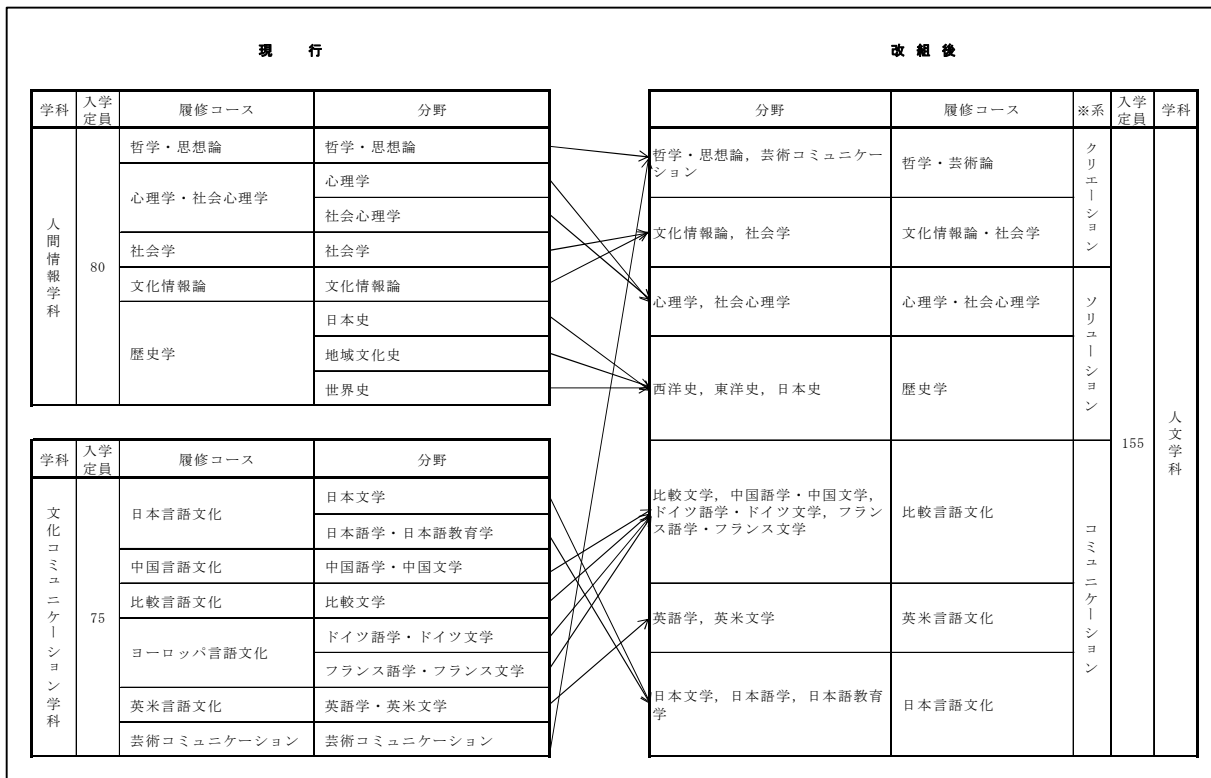 現 行
改 組 後
学科
入学
定員
履修コース
分野
人間情報学科
80
哲学・思想論
哲学・思想論
心理学・社会心理学
心理学
社会心理学
社会学
社会学
文化情報論
文化情報論
歴史学
日本史
地域文化史
世界史
学科
入学
定員
履修コース
分野
文化コミュニケーション学科
75
日本言語文化
日本文学
日本語学・日本語教育学
中国言語文化
中国語学・中国文学
比較言語文化
比較文学
ヨーロッパ言語文化
ドイツ語学・ドイツ文学
フランス語学・フランス文学
英米言語文化
英語学・英米文学
芸術コミュニケーション
芸術コミュニケーション
分野
履修コース
※系
入学
定員
学科
哲学・思想論，芸術コミュニケー
ション
哲学・芸術論
クリエーション
文化情報論，社会学
文化情報論・社会学
心理学，社会心理学
心理学・社会心理学
ソリューション
西洋史，東洋史，日本史
歴史学
比較文学，中国語学・中国文学，
ドイツ語学・ドイツ文学，フラン
ス語学・フランス文学
比較言語文化
コミュニケーション
英語学，英米文学
英米言語文化
日本文学，日本語学，日本語教育
学
日本言語文化
155
人文学科